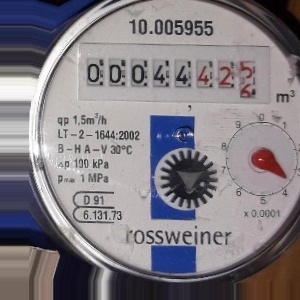 10.005955
00044422
m³
qp 1,5m³/h
LT-2-1644:2002
B-H A-V 30°C
Δp 100 kPa
pmax 1 MPa
D 91
6.131.73
x 0.0001
rossweiner